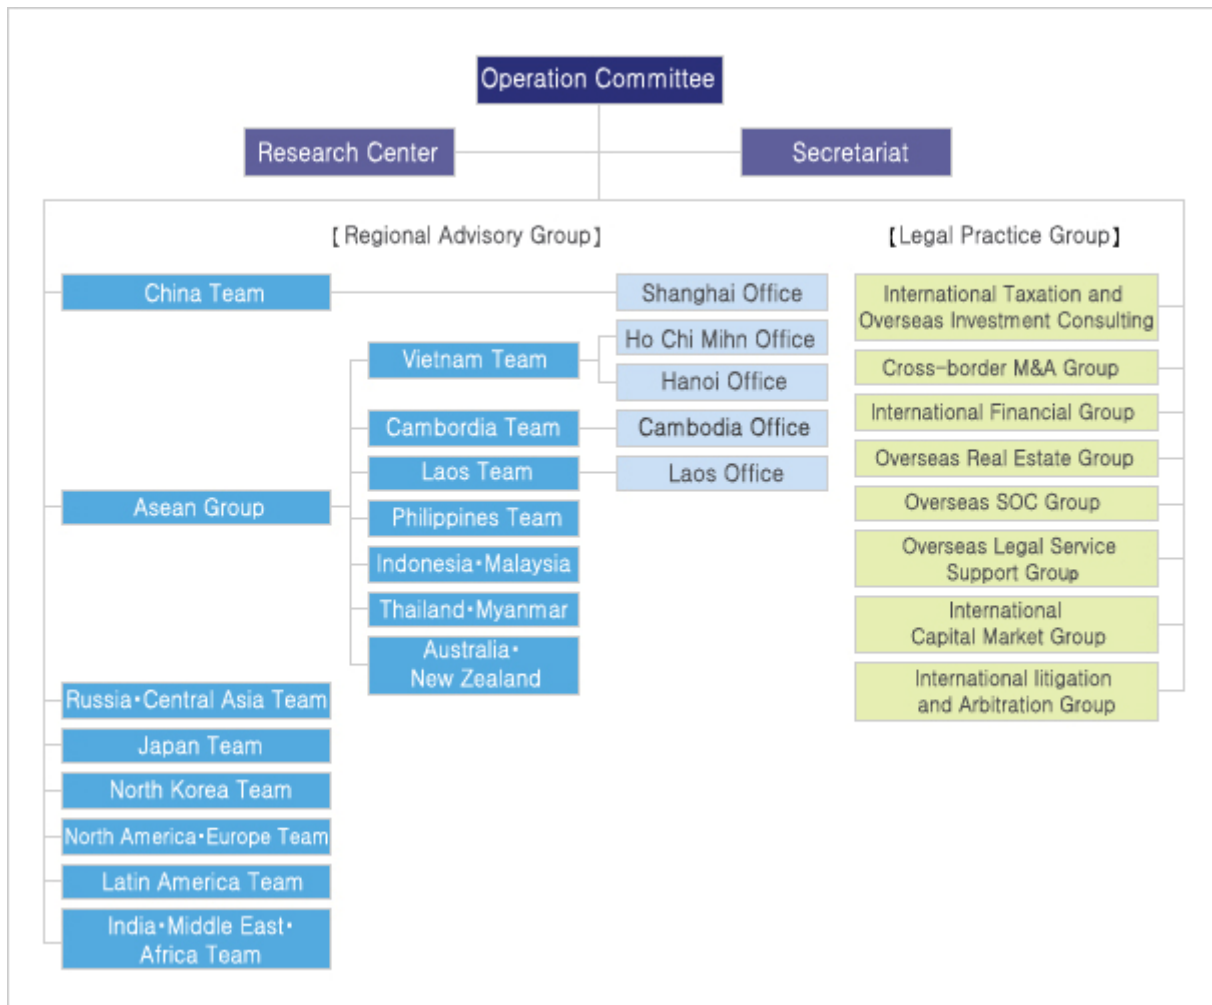 Operation Committee
Research Center
Secretariat
[Regional Advisory Group]
[Legal Practice Group]
China Team
Shanghai Office
Vietnam Team
Ho Chi Mihn Office
Hanoi Office
Cambordia Team
Cambodia Office
Laos Team
Laos Office
Asean Group
Philippines Team
Indonesia•Malaysia
Thailand•Myanmar
Australia•
New Zealand
Russia•Central Asia Team
Japan Team
North Korea Team
North America•Europe Team
Latin America Team
India•Middle East•
Africa Team
International Taxation and
Overseas Investment Consulting
Cross-border M&A Group
International Financial Group
Overseas Real Estate Group
Overseas SOC Group
Overseas Legal Service
Support Group
International
Capital Market Group
International litigation
and Arbitration Group